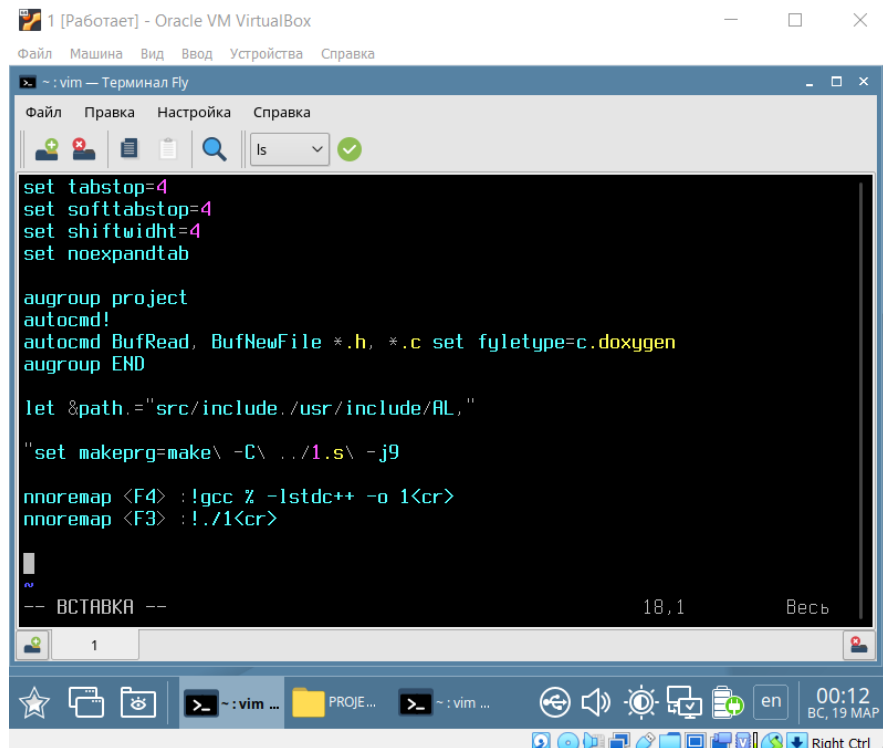 1 [Работает] - Oracle VM VirtualBox
Файл Машина Вид Ввод Устройства Справка
~ : vim — Терминал Fly
Файл Правка Настройка Справка
ls
set tabstop=4
set softtabstop=4
set shiftwidht=4
set noexpandtab
augroup project
autocmd!
autocmd BufRead, BufNewFile *.h, *.c set fyletype=c.doxygen
augroup END
let &path.="src/include./usr/include/AL,"
"set makeprg=make\ -C\ ../1.s\ -j9
nnoremap <F4> :!gcc % -lstdc++ -o 1<cr>
nnoremap <F3> :!./1<cr>
~
-- ВСТАВКА -- 18,1 Весь
1
~ : vim ... PROJE... ~ : vim ... en 00:12
ВС, 19 МАР
Right Ctrl